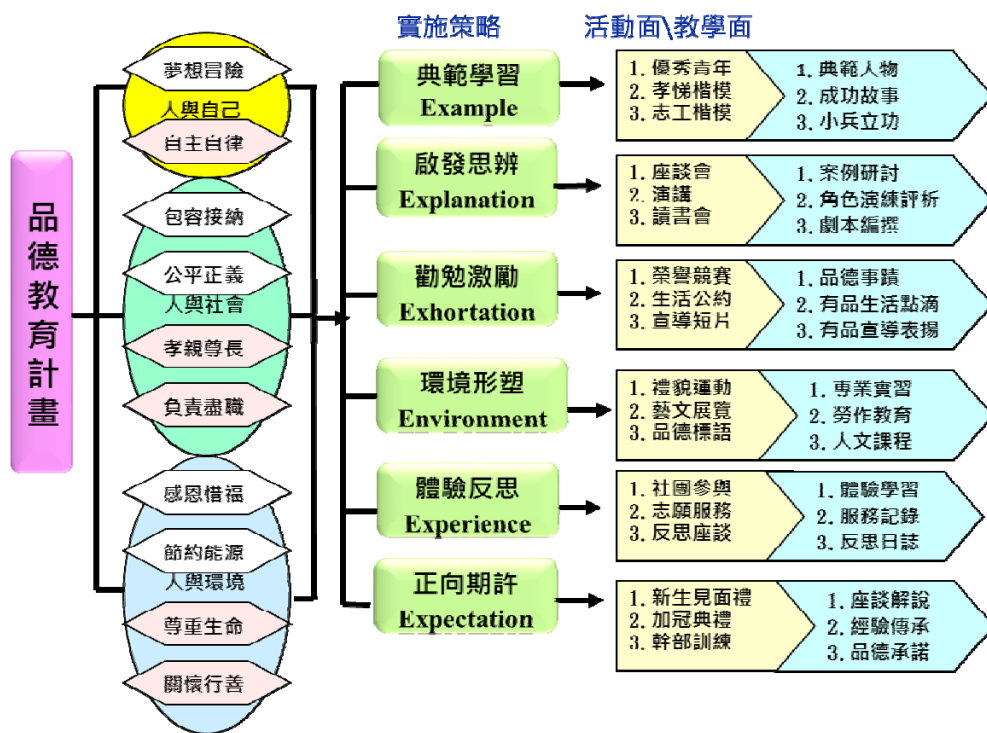 實施策略
活動面\教學面
品德教育計畫
夢想冒險
人與自己
自主自律
包容接納
公平正義
人與社會
孝親尊長
負責盡職
感恩惜福
節約能源
人與環境
尊重生命
關懷行善
典範學習
Example
1. 優秀青年
2. 孝悌楷模
3. 志工楷模
1. 典範人物
2. 成功故事
3. 小兵立功
啟發思辨
Explanation
1. 座談會
2. 演講
3. 讀書會
1. 案例研討
2. 角色演練評析
3. 劇本編撰
勸勉激勵
Exhortation
1. 榮譽競賽
2. 生活公約
3. 宣導短片
1. 品德事蹟
2. 有品生活點滴
3. 有品宣導表揚
環境形塑
Environment
1. 禮貌運動
2. 藝文展覽
3. 品德標語
1. 專業實習
2. 勞作教育
3. 人文課程
體驗反思
Experience
1. 社團參與
2. 志願服務
3. 反思座談
1. 體驗學習
2. 服務記錄
3. 反思日誌
正向期許
Expectation
1. 新生見面禮
2. 加冠典禮
3. 幹部訓練
1. 座談解說
2. 經驗傳承
3. 品德承諾